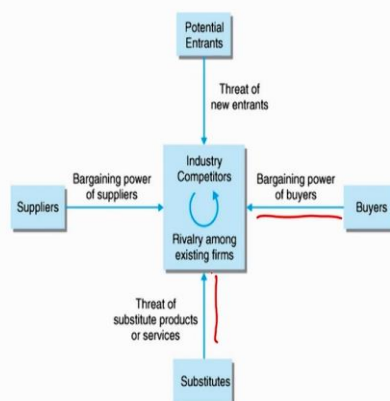 Potential
Entrants
Threat of
new entrants
Industry
Competitors
Bargaining power
of suppliers
Bargaining power
of buyers
Suppliers
Buyers
Rivalry among
existing firms
Threat of
substitute products
or services
Substitutes